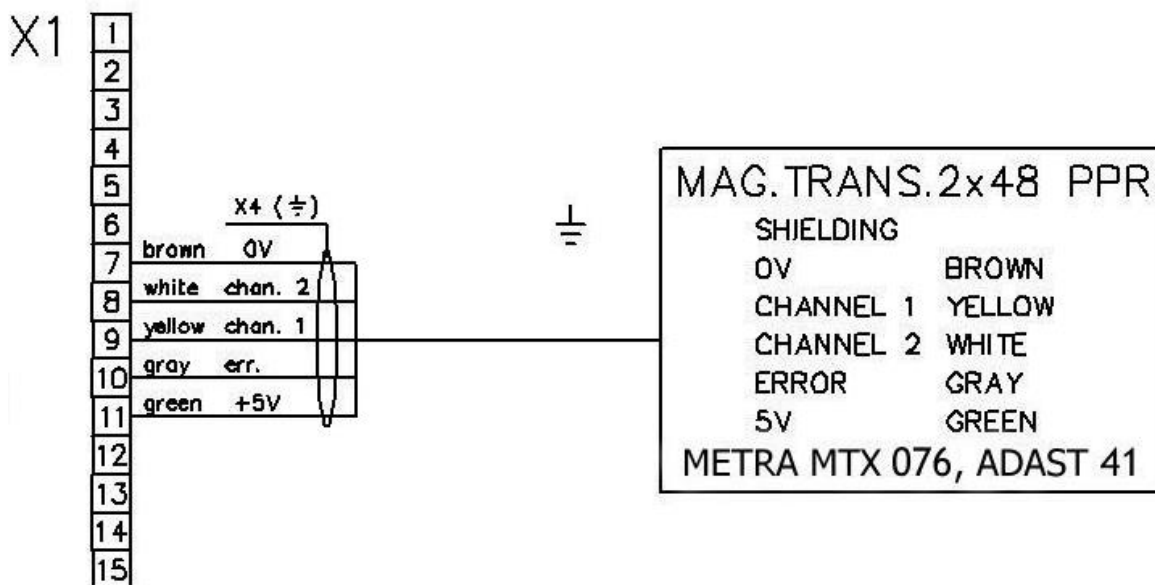 X1
1
2
3
4
5
6
7
8
9
10
11
12
13
14
15
X4 (⏚)
brown 0V
white chan. 2
yellow chan. 1
gray err.
green +5V
MAG.TRANS.2x48 PPR
SHIELDING
0V BROWN
CHANNEL 1 YELLOW
CHANNEL 2 WHITE
ERROR GRAY
5V GREEN
METRA MTX 076, ADAST 41